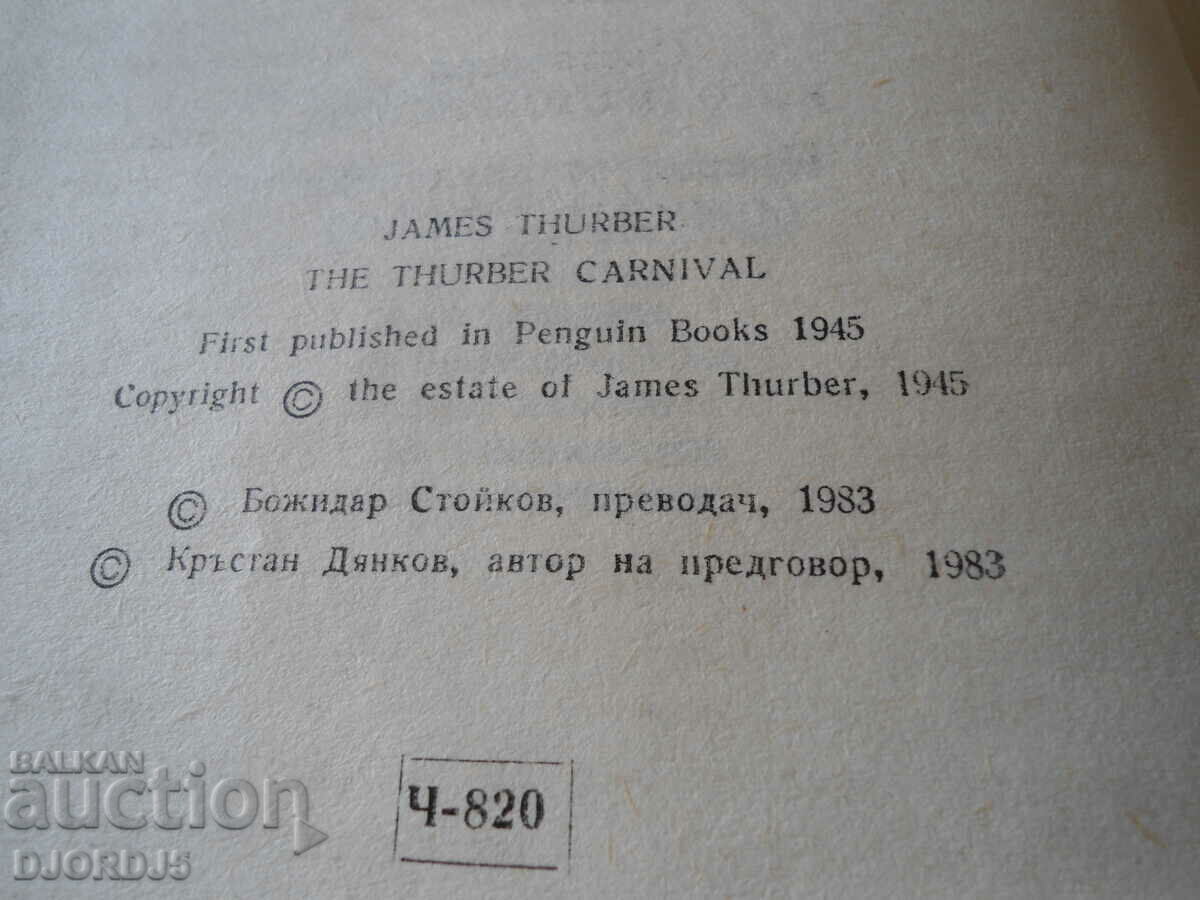 JAMES THURBER
THE THURBER CARNIVAL
First published in Penguin Books 1945
Copyright © the estate of James Thurber, 1945
© Божидар Стойков, преводач, 1983
© Кръстан Дянков, автор на предговор, 1983
Ч-820
BALKAN
auction
DJORDJ5